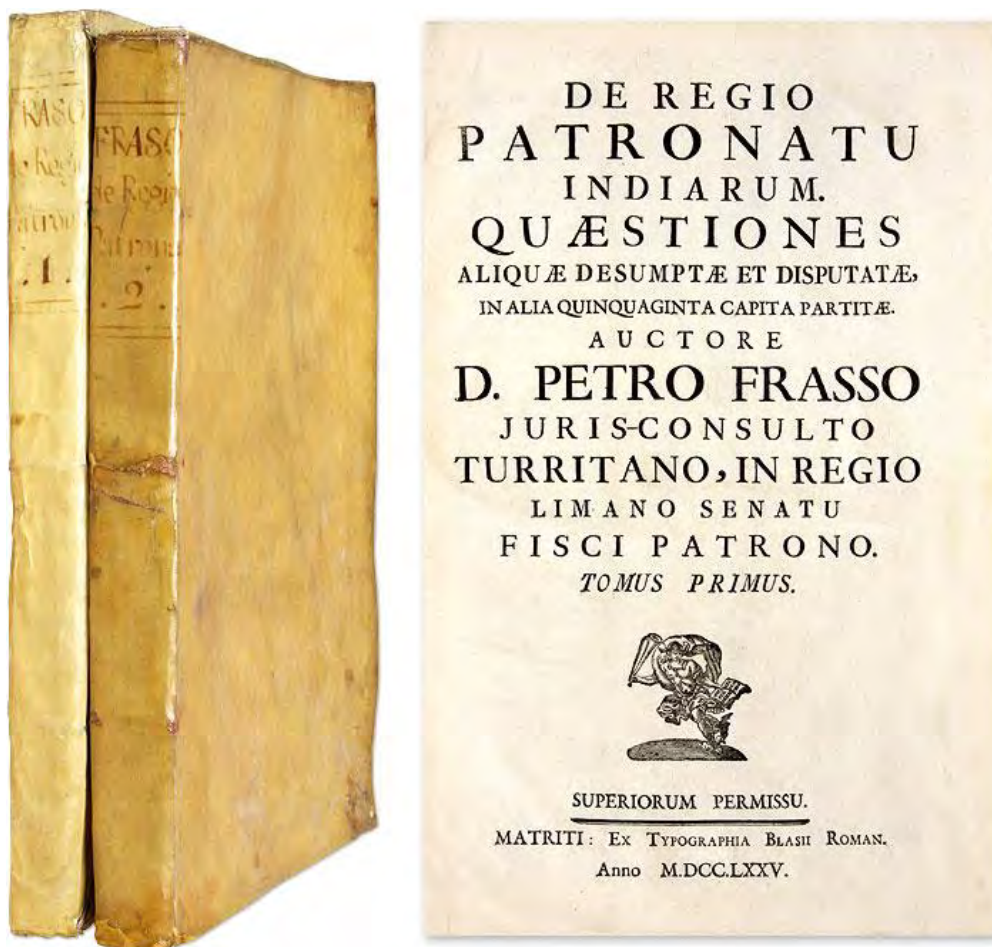 FRASO
de Regio
.1.
FRASO
de Regio
.2.
DE REGIO
PATRONATU
INDIARUM.
QUÆSTIONES
ALIQUÆ DESUMPTÆ ET DISPUTATÆ,
IN ALIA QUINQUAGINTA CAPITA PARTITÆ.
AUCTORE
D. PETRO FRASSO
JURIS-CONSULTO
TURRITANO, IN REGIO
LIMANO SENATU
FISCI PATRONO.
TOMUS PRIMUS.
SUPERIORUM PERMISSU.
MATRITI: EX TYPOGRAPHIA BLASII ROMAN.
Anno M.DCC.LXXV.